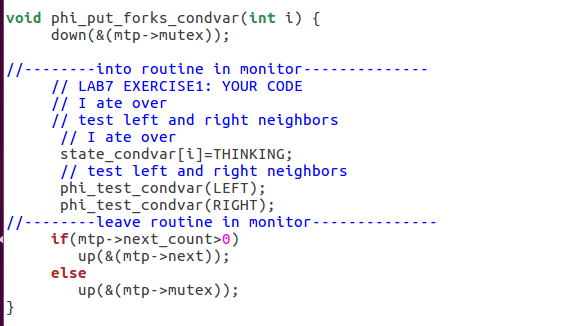 void phi_put_forks_condvar(int i) {
     down(&(mtp->mutex));

//--------into routine in monitor--------------
     // LAB7 EXERCISE1: YOUR CODE
     // I ate over
     // test left and right neighbors
      // I ate over
      state_condvar[i]=THINKING;
      // test left and right neighbors
      phi_test_condvar(LEFT);
      phi_test_condvar(RIGHT);
//--------leave routine in monitor--------------
     if(mtp->next_count>0)
        up(&(mtp->next));
     else
        up(&(mtp->mutex));
}